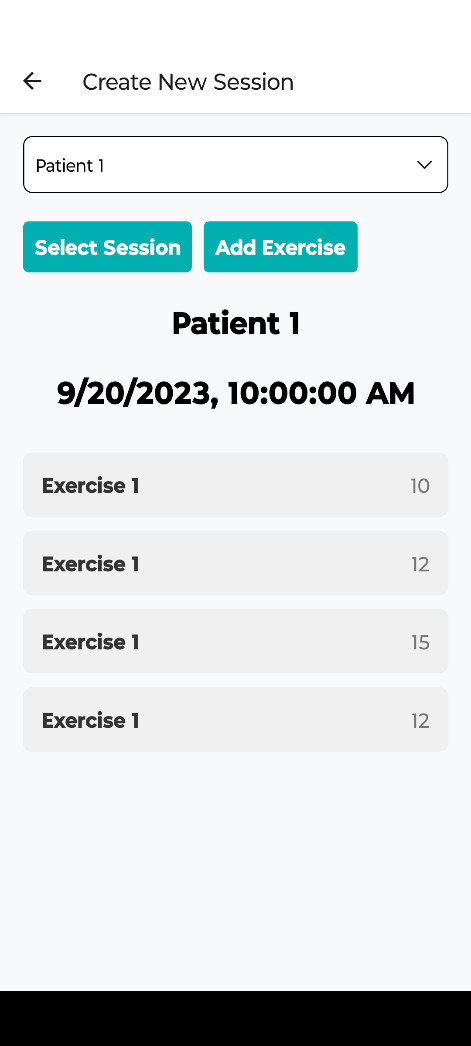 Create New Session
Patient 1
Select Session Add Exercise
Patient 1
9/20/2023, 10:00:00 AM
Exercise 1 10
Exercise 1 12
Exercise 1 15
Exercise 1 12